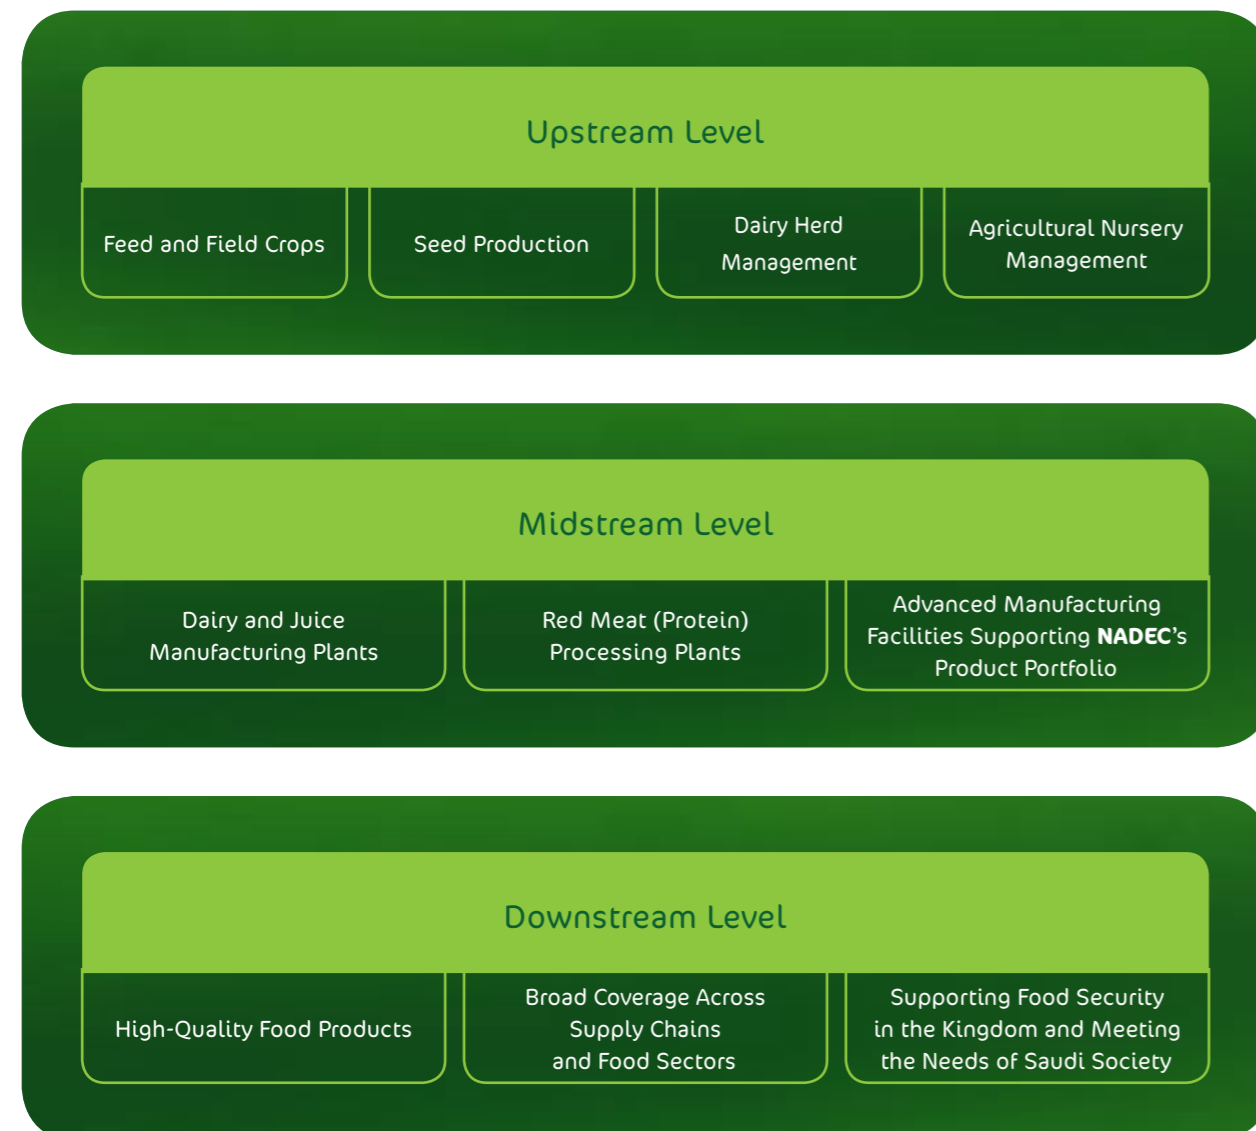 Upstream Level
Feed and Field Crops
Seed Production
Dairy Herd
Management
Agricultural Nursery
Management
Midstream Level
Dairy and Juice
Manufacturing Plants
Red Meat (Protein)
Processing Plants
Advanced Manufacturing
Facilities Supporting NADEC's
Product Portfolio
Downstream Level
High-Quality Food Products
Broad Coverage Across
Supply Chains
and Food Sectors
Supporting Food Security
in the Kingdom and Meeting
the Needs of Saudi Society